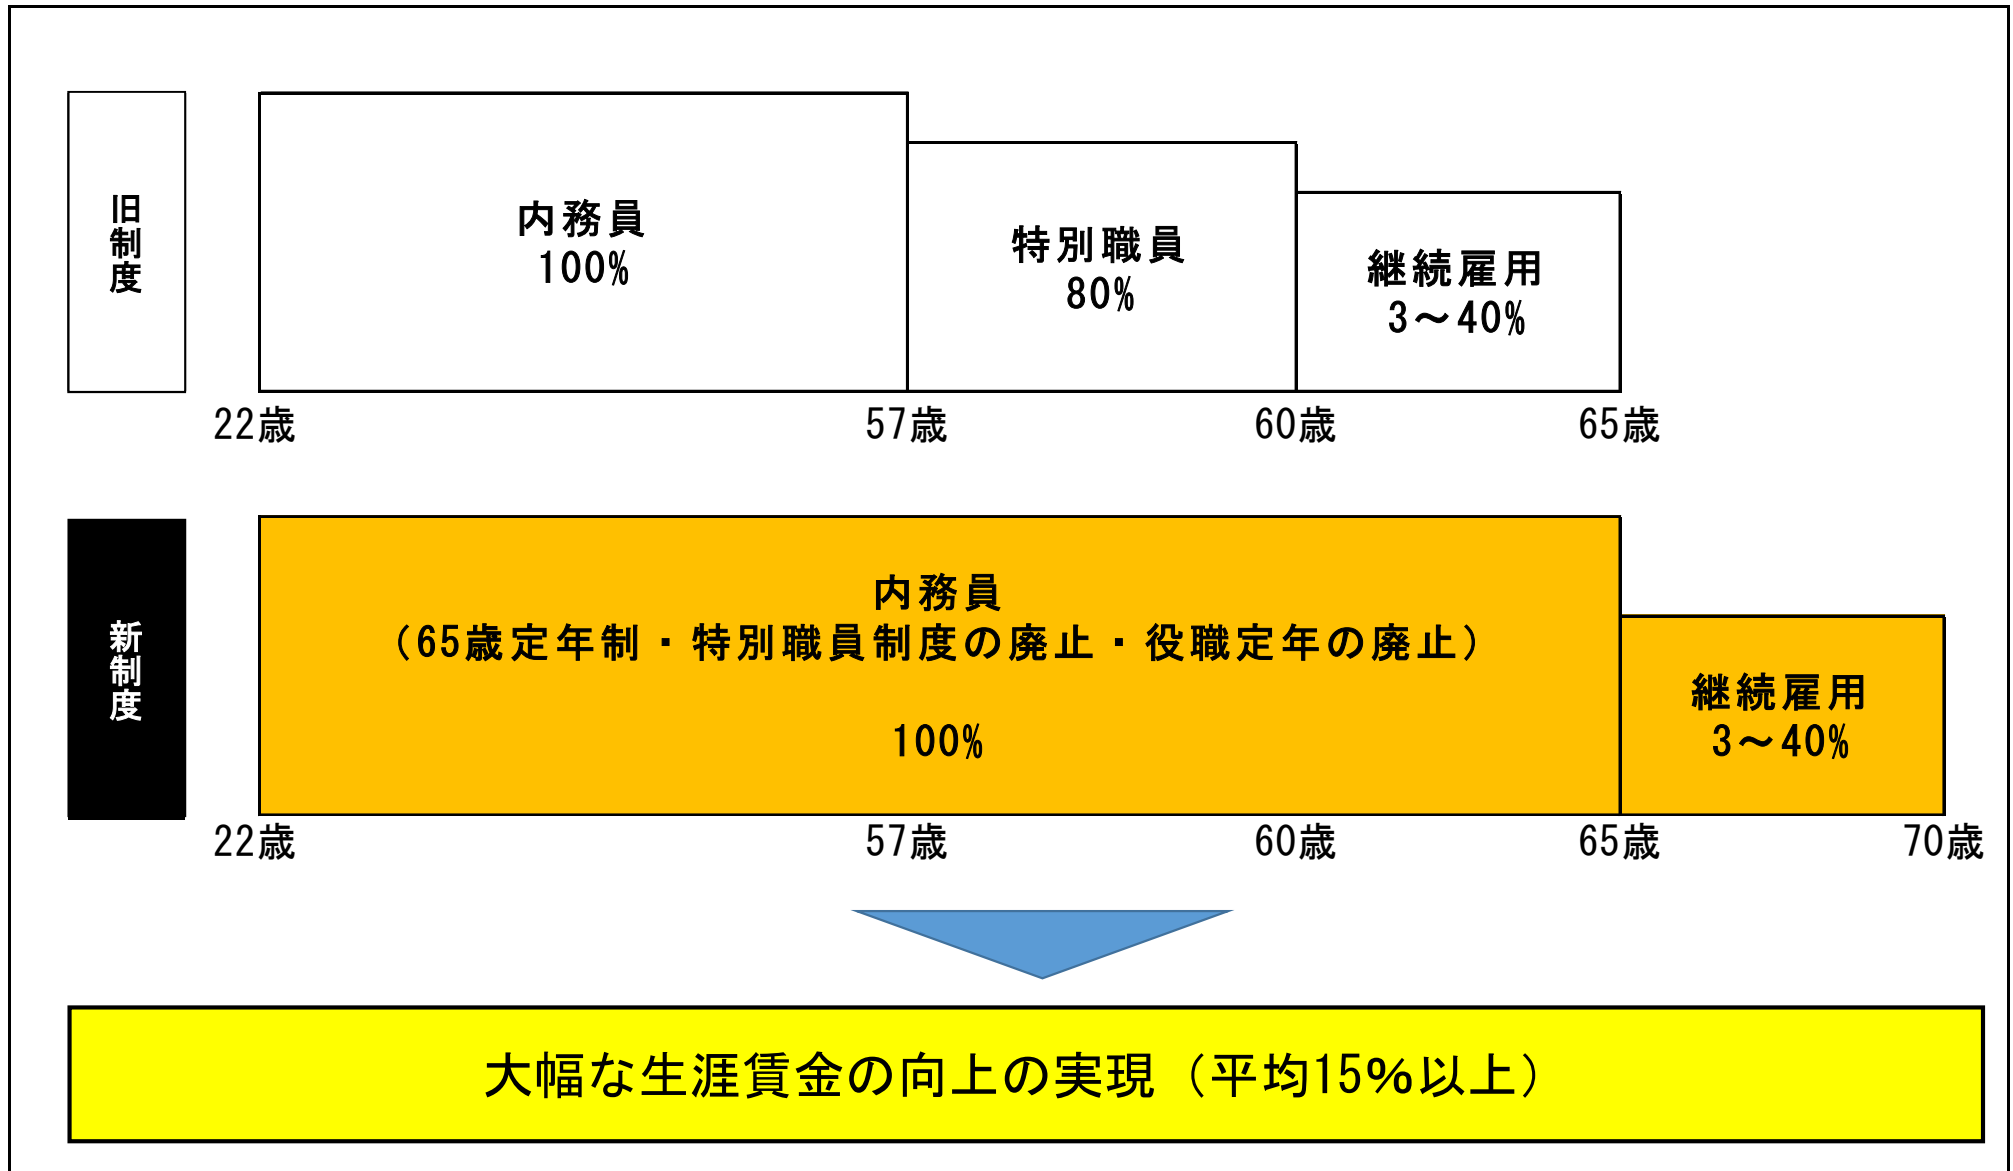 旧制度
内務員
100%
特別職員
80%
継続雇用
3～40%
22歳
57歳
60歳
65歳
新制度
内務員
（65歳定年制・特別職員制度の廃止・役職定年の廃止）
100%
継続雇用
3～40%
22歳
57歳
60歳
65歳
70歳
大幅な生涯賃金の向上の実現（平均15％以上）